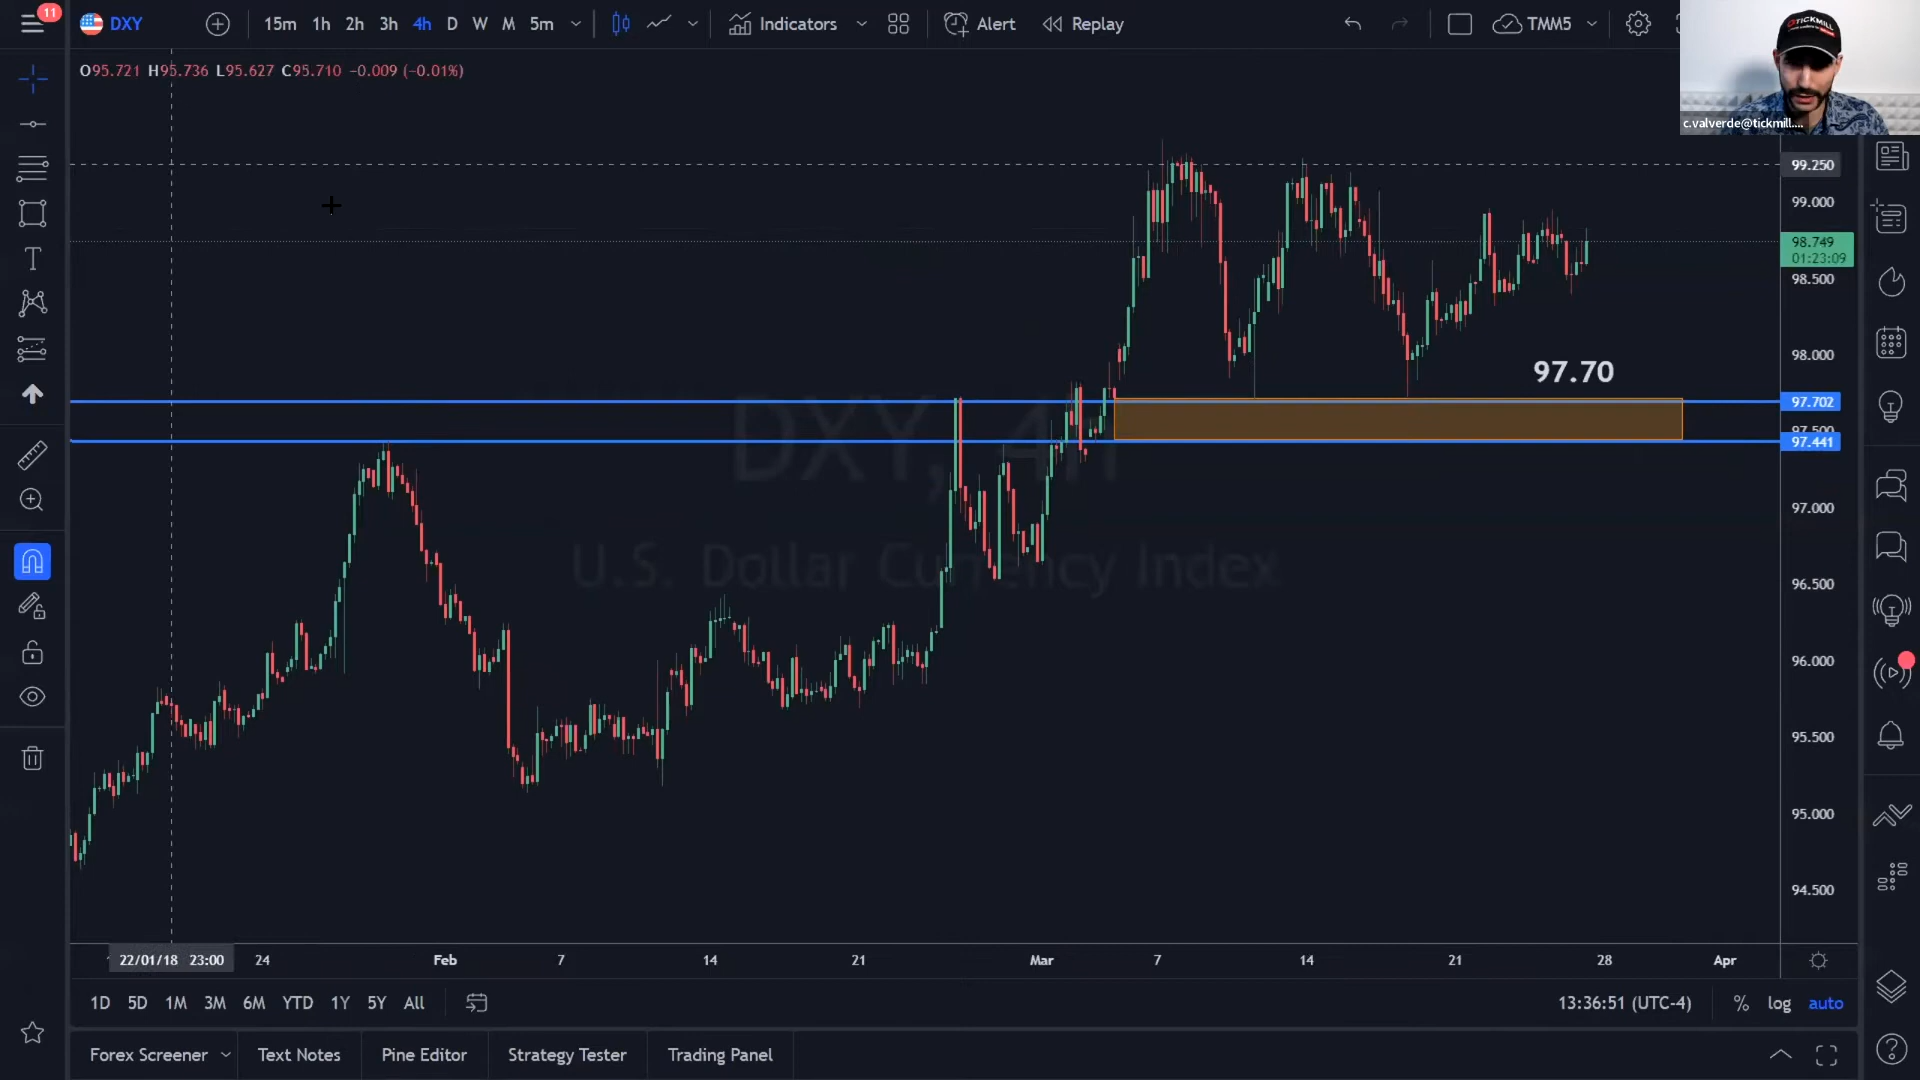 11
DXY
15m 1h 2h 3h 4h D W M 5m
Indicators
Alert
Replay
TMM5
TICKMILL
c.valverde@tickmill....
O95.721 H95.736 L95.627 C95.710 −0.009 (−0.01%)
99.250
99.000
98.749
01:23:09
98.500
98.000
97.70
97.702
97.500
97.441
DXY, 4H
97.000
U.S. Dollar Currency Index
96.500
96.000
95.500
95.000
94.500
22/01/18 23:00 24 Feb 7 14 21 Mar 7 14 21 28 Apr
1D 5D 1M 3M 6M YTD 1Y 5Y All
13:36:51 (UTC-4) % log auto
Forex Screener Text Notes Pine Editor Strategy Tester Trading Panel